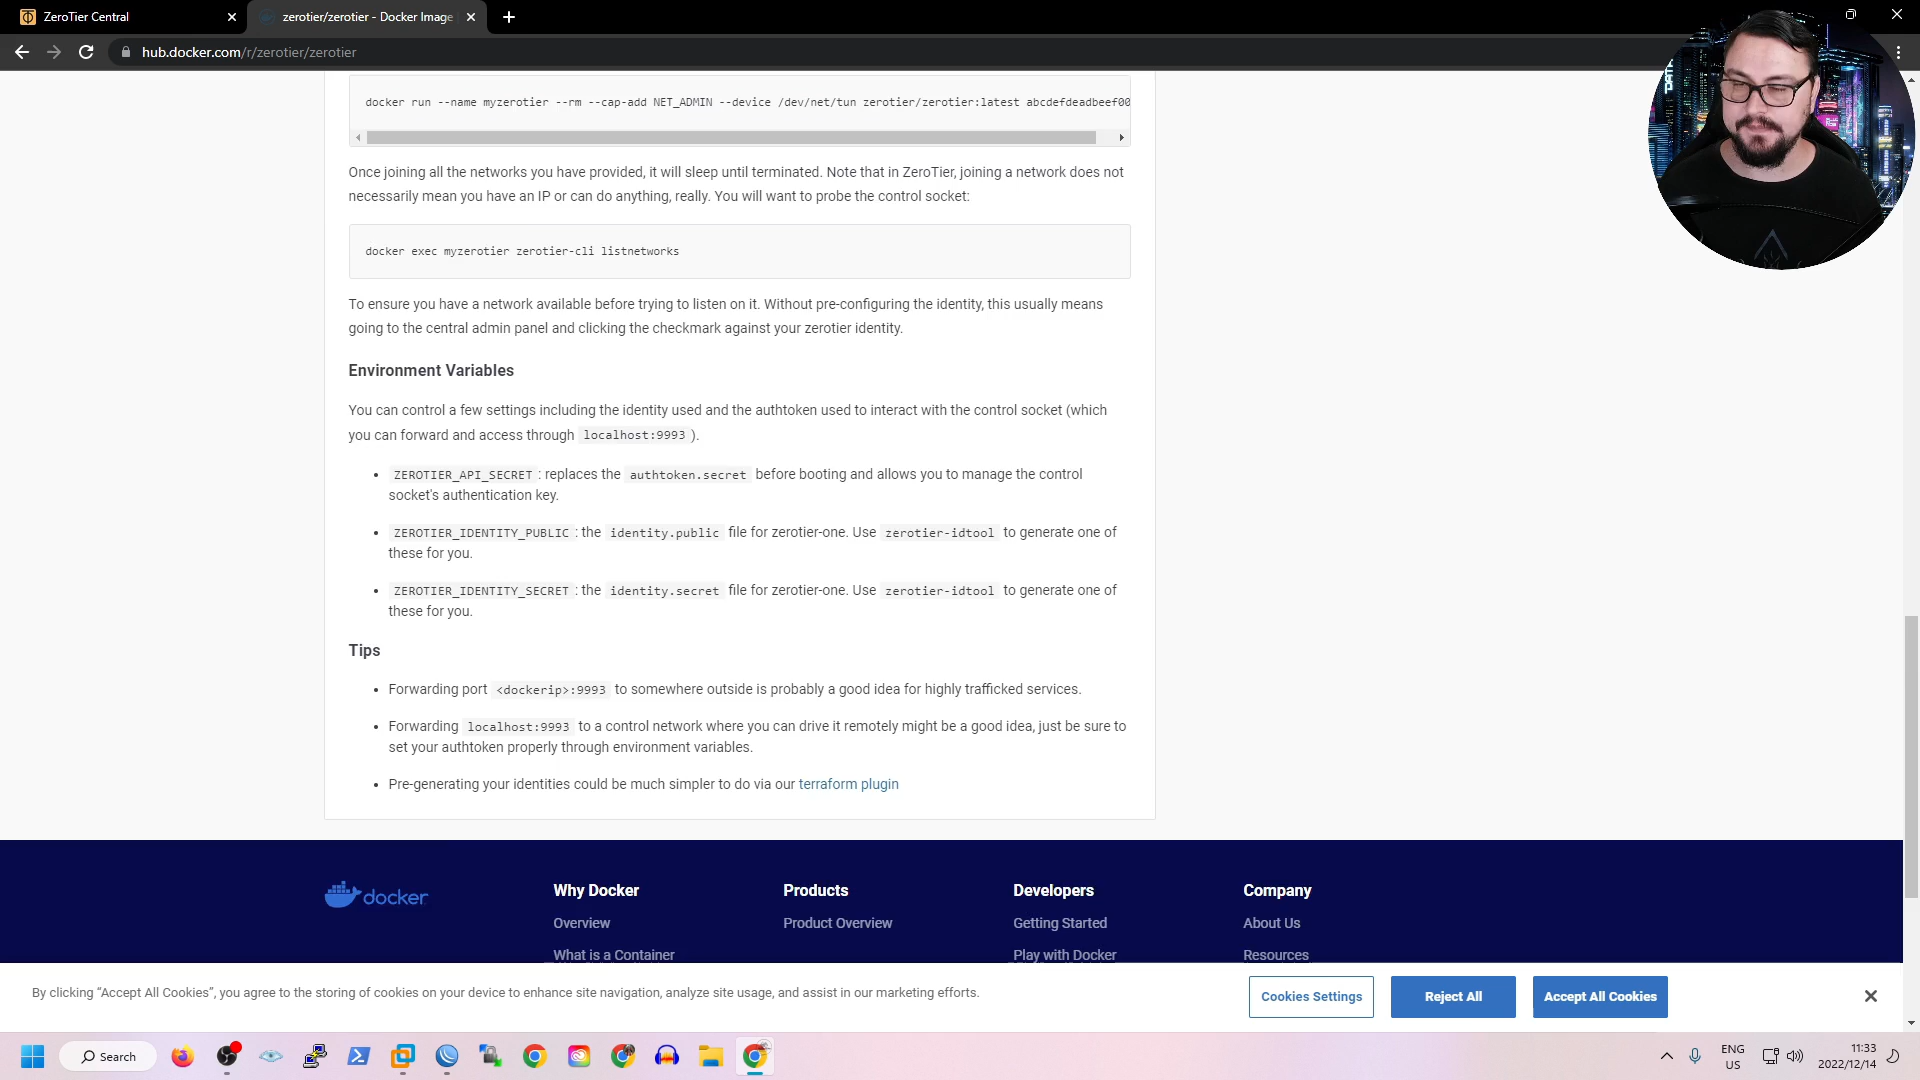 ZeroTier Central
zerotier/zerotier - Docker Image
hub.docker.com/r/zerotier/zerotier
docker run --name myzerotier --rm --cap-add NET_ADMIN --device /dev/net/tun zerotier/zerotier:latest abcdefdeadbeef00
Once joining all the networks you have provided, it will sleep until terminated. Note that in ZeroTier, joining a network does not
necessarily mean you have an IP or can do anything, really. You will want to probe the control socket:
docker exec myzerotier zerotier-cli listnetworks
To ensure you have a network available before trying to listen on it. Without pre-configuring the identity, this usually means
going to the central admin panel and clicking the checkmark against your zerotier identity.
Environment Variables
You can control a few settings including the identity used and the authtoken used to interact with the control socket (which
you can forward and access through localhost:9993 ).
• ZEROTIER_API_SECRET : replaces the authtoken.secret before booting and allows you to manage the control
socket's authentication key.
• ZEROTIER_IDENTITY_PUBLIC : the identity.public file for zerotier-one. Use zerotier-idtool to generate one of
these for you.
• ZEROTIER_IDENTITY_SECRET : the identity.secret file for zerotier-one. Use zerotier-idtool to generate one of
these for you.
Tips
• Forwarding port <dockerip>:9993 to somewhere outside is probably a good idea for highly trafficked services.
• Forwarding localhost:9993 to a control network where you can drive it remotely might be a good idea, just be sure to
set your authtoken properly through environment variables.
• Pre-generating your identities could be much simpler to do via our terraform plugin
docker
Why Docker
Products
Developers
Company
Overview
Product Overview
Getting Started
About Us
What is a Container
Play with Docker
Resources
By clicking “Accept All Cookies”, you agree to the storing of cookies on your device to enhance site navigation, analyze site usage, and assist in our marketing efforts.
Cookies Settings
Reject All
Accept All Cookies
Search
ENG
US
11:33
2022/12/14